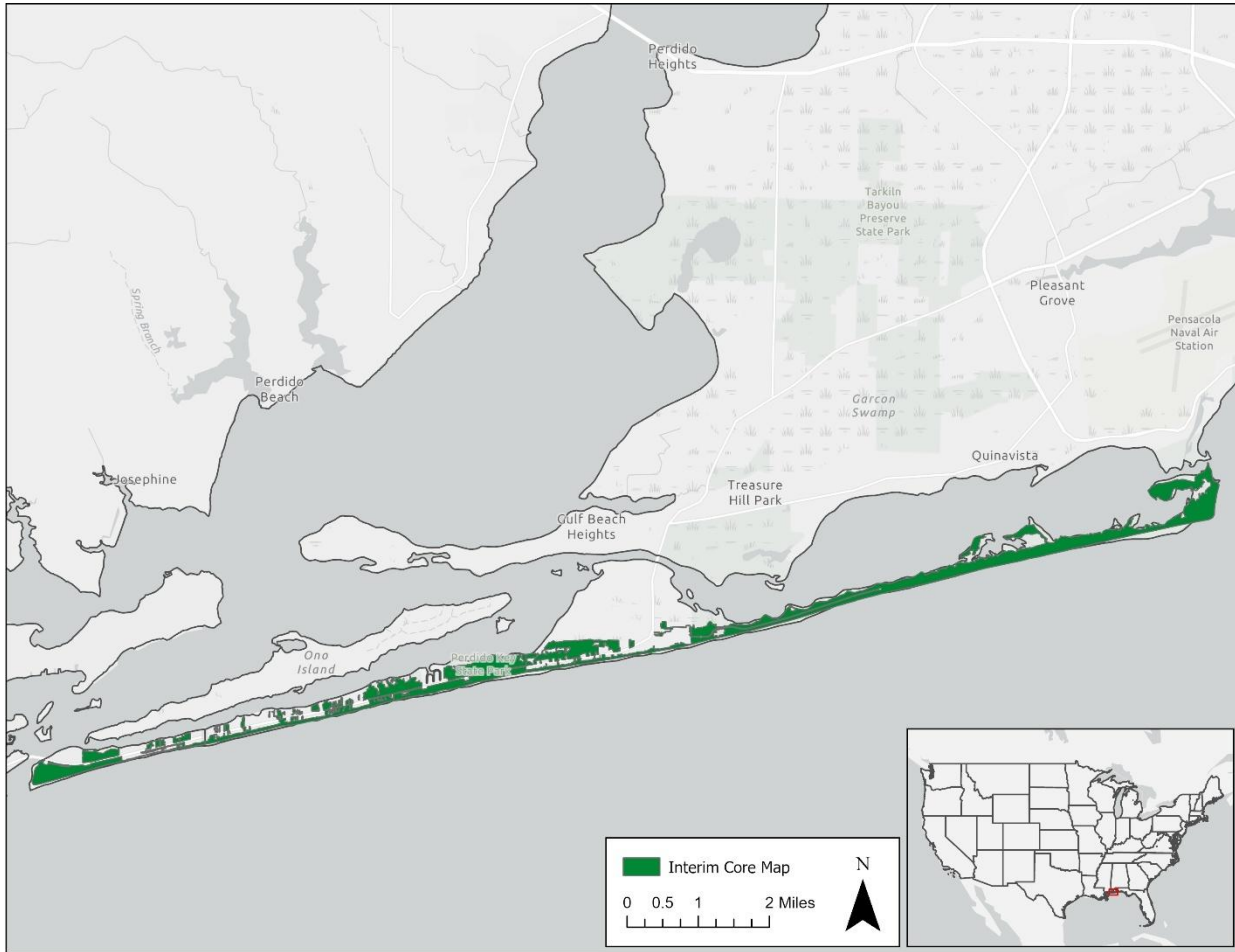 Perdido
Heights
Tarkiln
Bayou
Preserve
State Park
Pleasant
Grove
Pensacola
Naval Air
Station
Spring Branch
Perdido
Beach
Garcon
Swamp
Quinavista
Josephine
Treasure
Hill Park
Gulf Beach
Heights
Ono
Island
Perdido Key
State Park
Interim Core Map
N
0 0.5 1 2 Miles